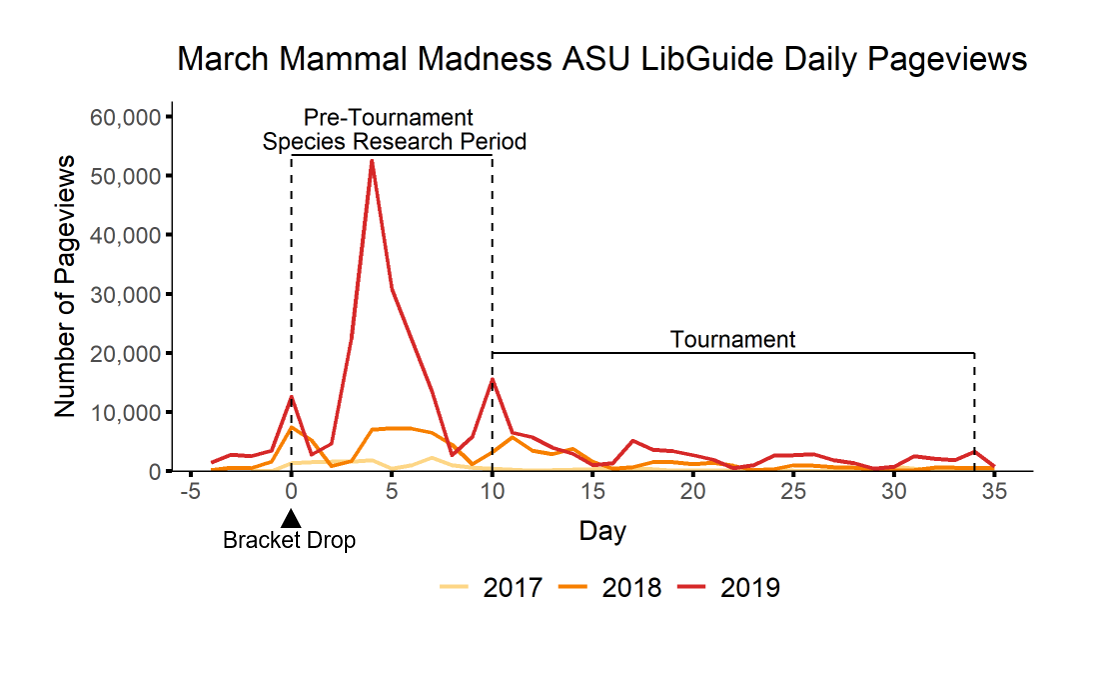 March Mammal Madness ASU LibGuide Daily Pageviews
Pre-Tournament
Species Research Period
60,000
50,000
40,000
30,000
20,000
10,000
0
Number of Pageviews
Tournament
-5 0 5 10 15 20 25 30 35
Bracket Drop
Day
2017 2018 2019